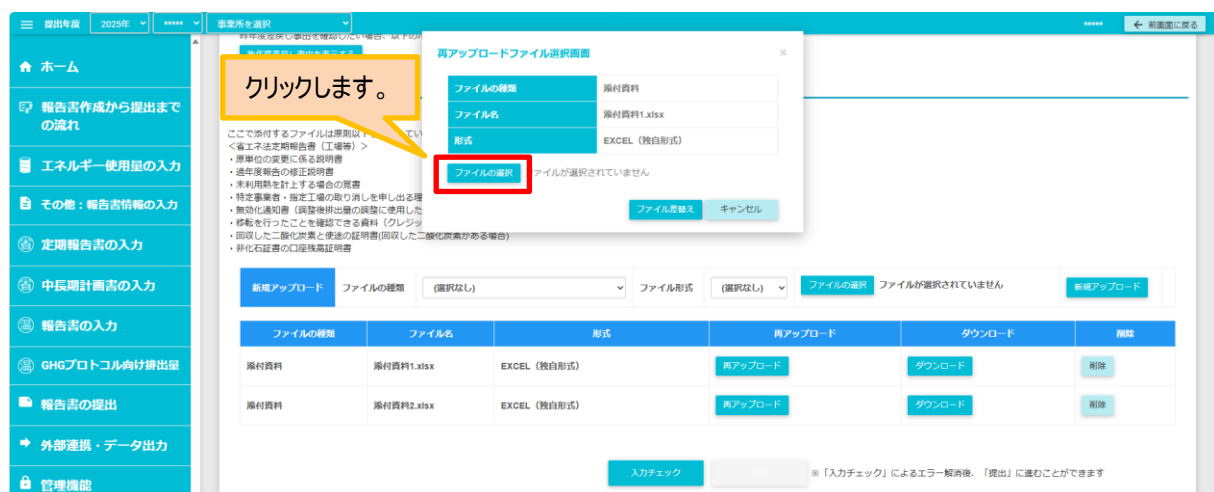 提出年度 2025年 ***** 事業所を選択 ***** ← 前画面に戻る
ホーム
報告書作成から提出まで
の流れ
エネルギー使用量の入力
その他:報告書情報の入力
定期報告書の入力
中長期計画書の入力
報告書の入力
GHGプロトコル向け排出量
報告書の提出
外部連携・データ出力
管理機能
クリックします。
ここで添付するファイルは原則以
<省エネ法定期報告書(工場等)>
・原単位の変更に係る説明書
・過年度報告の修正説明書
・未利用熱を計上する場合の覚書
・特定事業者・指定工場の取り消しを申し出る理
・無効化通知書(調整後排出量の調整に使用した
・移転を行ったことを確認できる資料(クレジッ
・回収した二酸化炭素と使途の証明書(回収した二酸化炭素がある場合)
・非化石証書の口座残高証明書
再アップロードファイル選択画面 ×
ファイルの種類 添付資料
ファイル名 添付資料1.xlsx
形式 EXCEL(独自形式)
ファイルの選択 ファイルが選択されていません
ファイル差替え キャンセル
新規アップロード ファイルの種類 (選択なし) ファイル形式 (選択なし) ファイルの選択 ファイルが選択されていません 新規アップロード
ファイルの種類 ファイル名 形式 再アップロード ダウンロード 削除
添付資料 添付資料1.xlsx EXCEL(独自形式) 再アップロード ダウンロード 削除
添付資料 添付資料2.xlsx EXCEL(独自形式) 再アップロード ダウンロード 削除
入力チェック ※「入力チェック」によるエラー解消後、「提出」に進むことができます